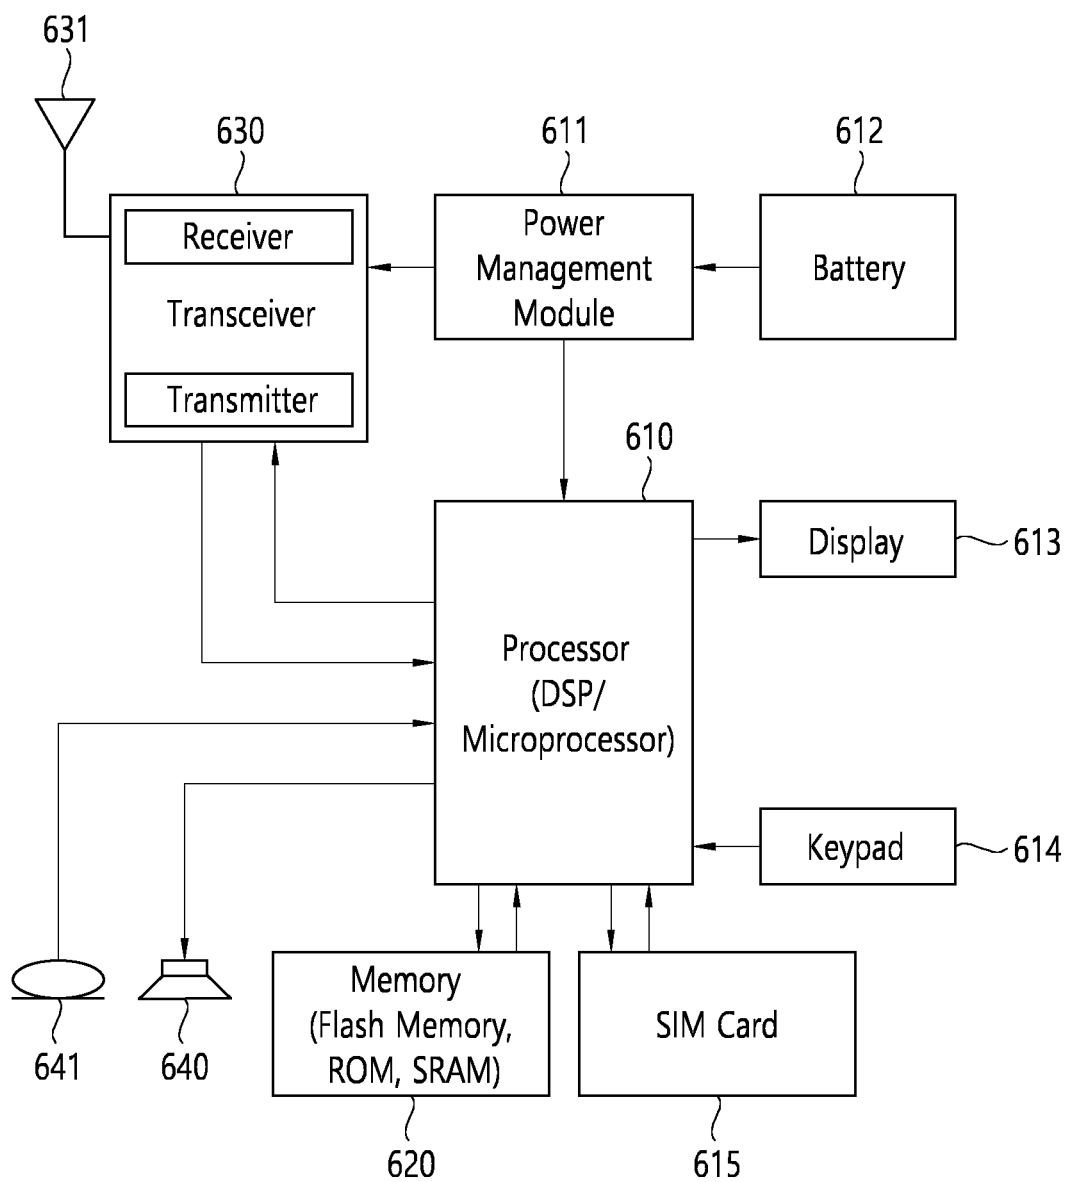 631
630
611
612
Receiver
Transceiver
Transmitter
Power
Management
Module
Battery
610
Display
613
Processor
(DSP/
Microprocessor)
Keypad
614
641
640
Memory
(Flash Memory,
ROM, SRAM)
SIM Card
620
615